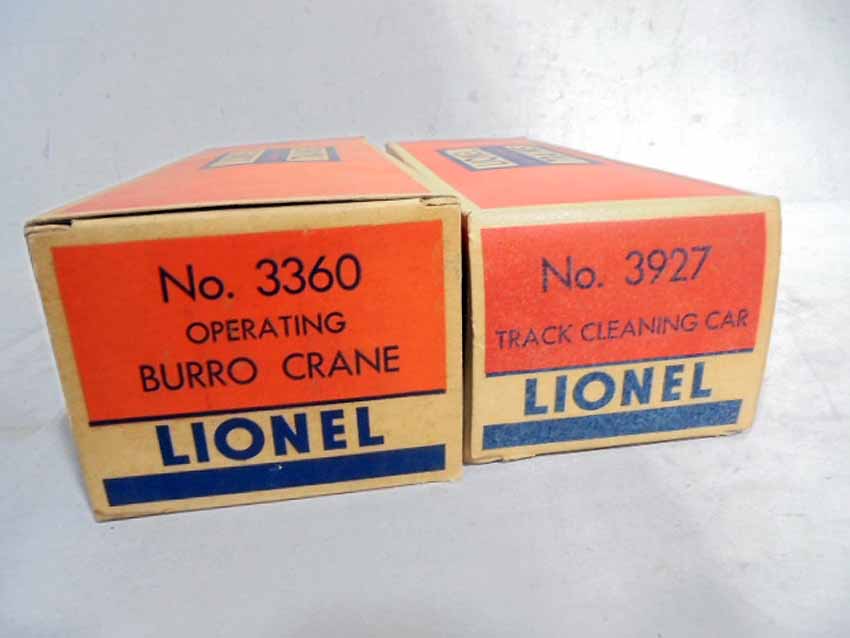 No. 3360
OPERATING
BURRO CRANE
LIONEL
No. 3927
TRACK CLEANING CAR
LIONEL